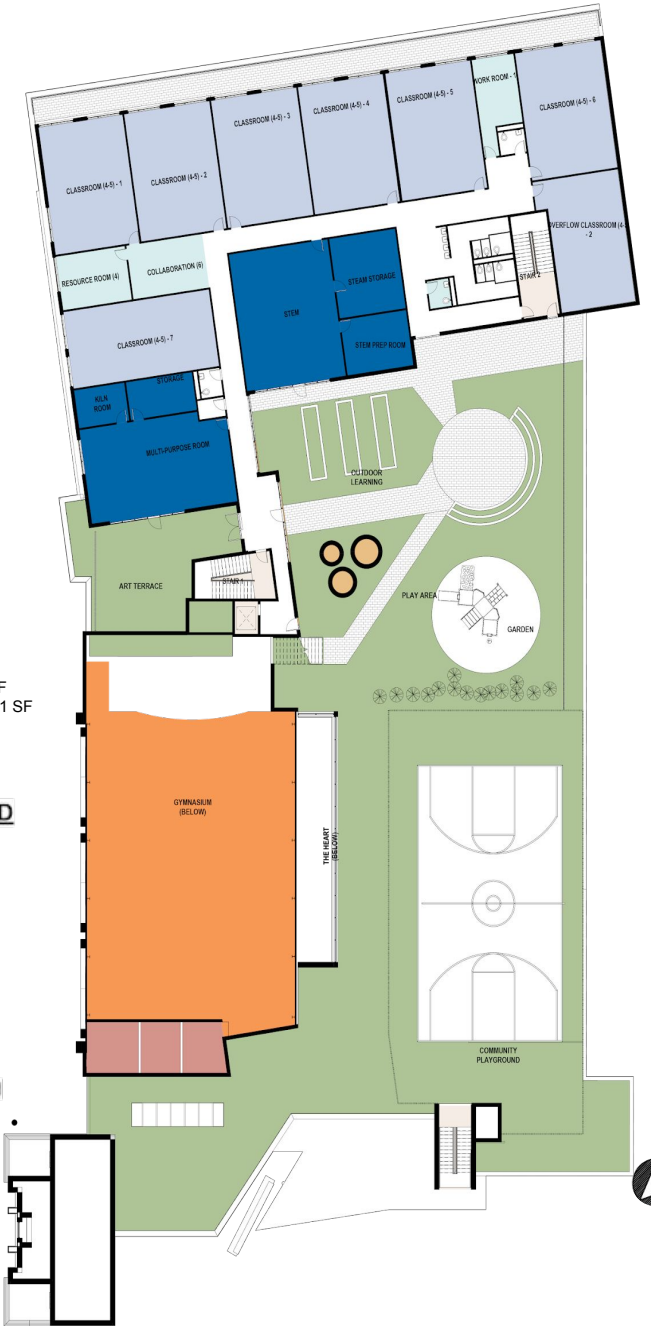 WORK ROOM - 1
CLASSROOM (4-5) - 6
CLASSROOM (4-5) - 5
CLASSROOM (4-5) - 4
CLASSROOM (4-5) - 3
CLASSROOM (4-5) - 2
CLASSROOM (4-5) - 1
OVERFLOW CLASSROOM (4-
- 2
RESOURCE ROOM (4)
COLLABORATION (6)
STEAM STORAGE
STAIR 2
STEM
CLASSROOM (4-5) - 7
STEM PREP ROOM
STORAGE
KILN
ROOM
MULTI-PURPOSE ROOM
OUTDOOR
LEARNING
ART TERRACE
STAIR 1
PLAY AREA
GARDEN
F
1 SF
D
GYMNASIUM
(BELOW)
THE HEART
(BELOW)
COMMUNITY
PLAYGROUND